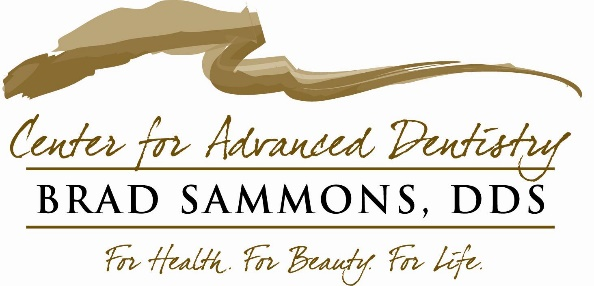 Center for Advanced Dentistry
BRAD SAMMONS, DDS
For Health. For Beauty. For Life.